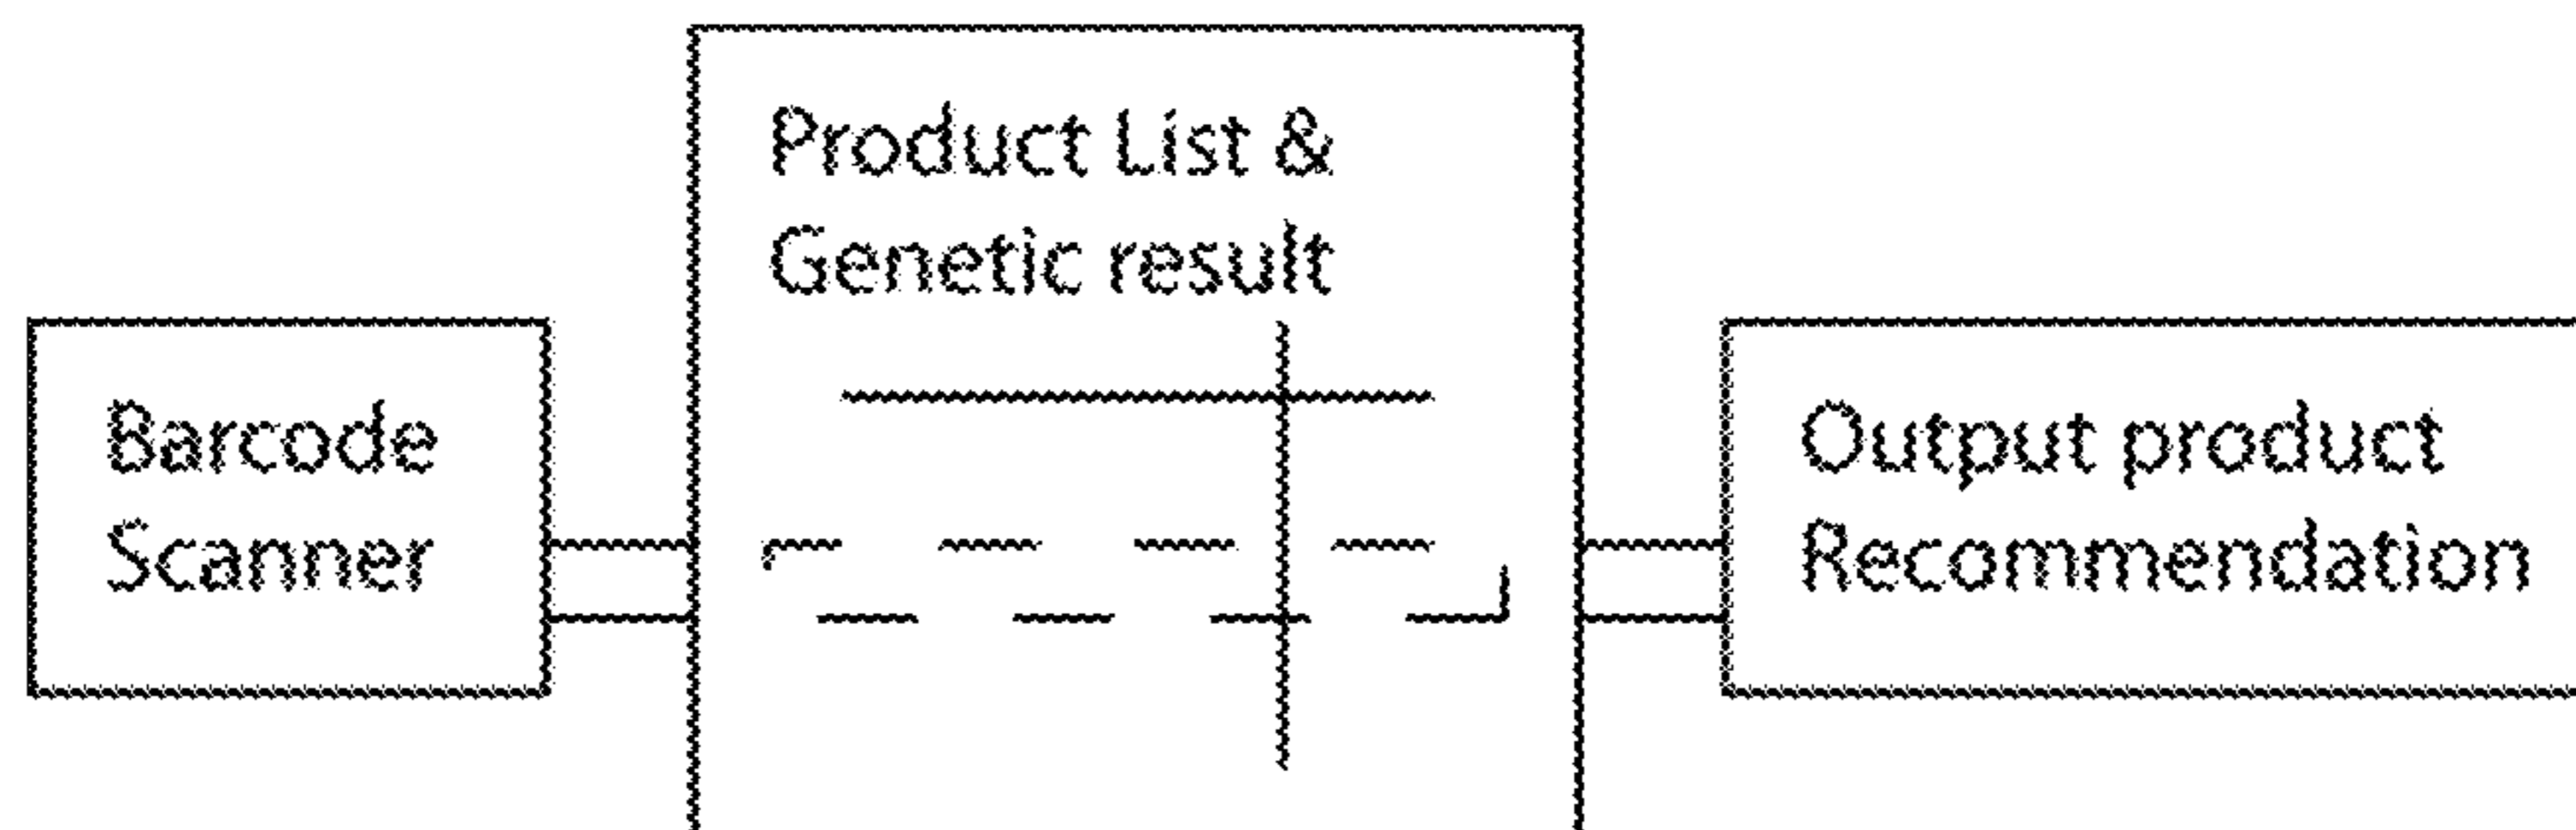 Product List &
Genetic result
Barcode
Scanner
Output product
Recommendation